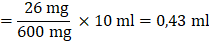 = 26 mg / 600 mg × 10 ml = 0,43 ml